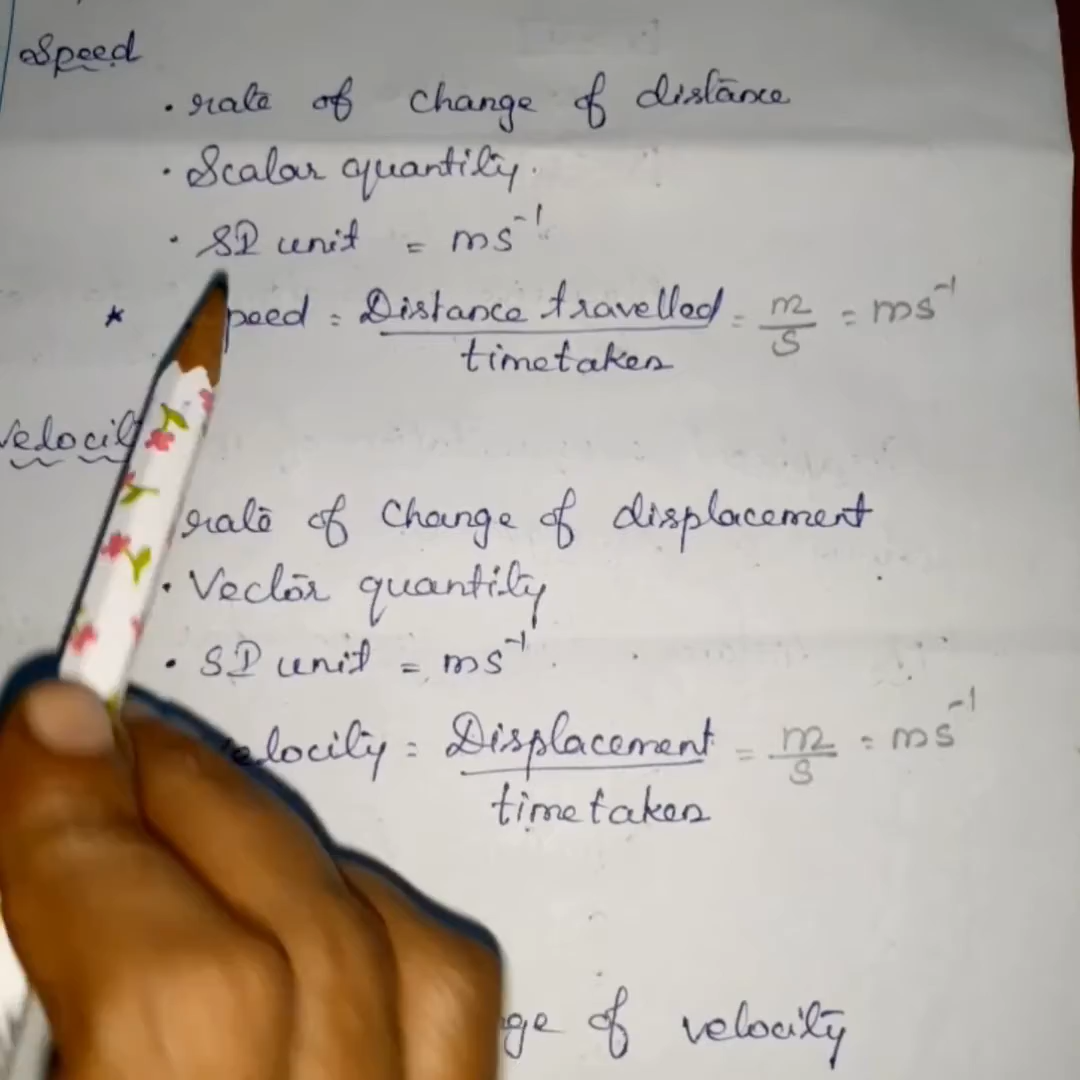 Speed
. rate of change of distance
. Scalar quantity.
. SI unit = ms⁻¹
* peed = Distance travelled / timetaken = m/s = ms⁻¹
Velocit
rate of change of displacement
. Vector quantity
. SI unit = ms⁻¹
elocity = Displacement / timetaken = m/s = ms⁻¹
ge of velocity